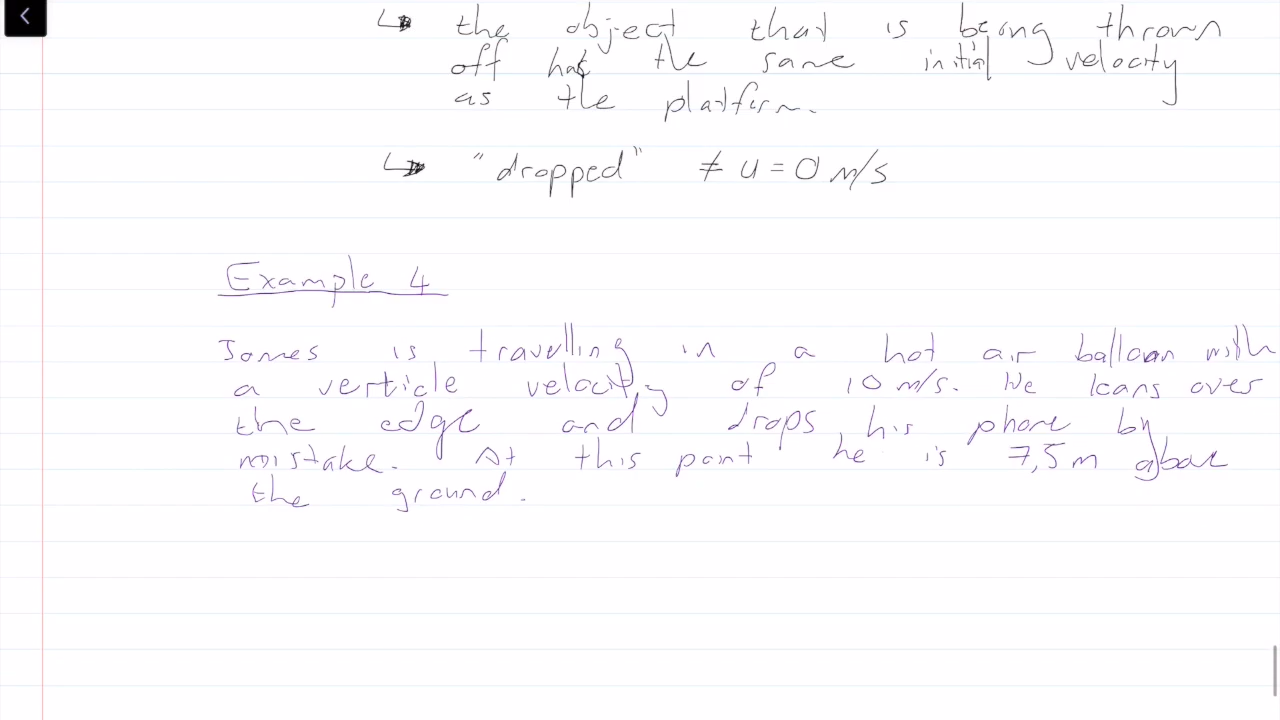 ↳ the object that is being thrown
off has the same initial velocity
as the platform.
↳ "dropped" ≠ u = 0 m/s
Example 4
James is travelling in a hot air balloon with
a verticle velocity of 10 m/s. He leans over
the edge and drops his phone by
mistake. At this point he is 7,5 m above
the ground.